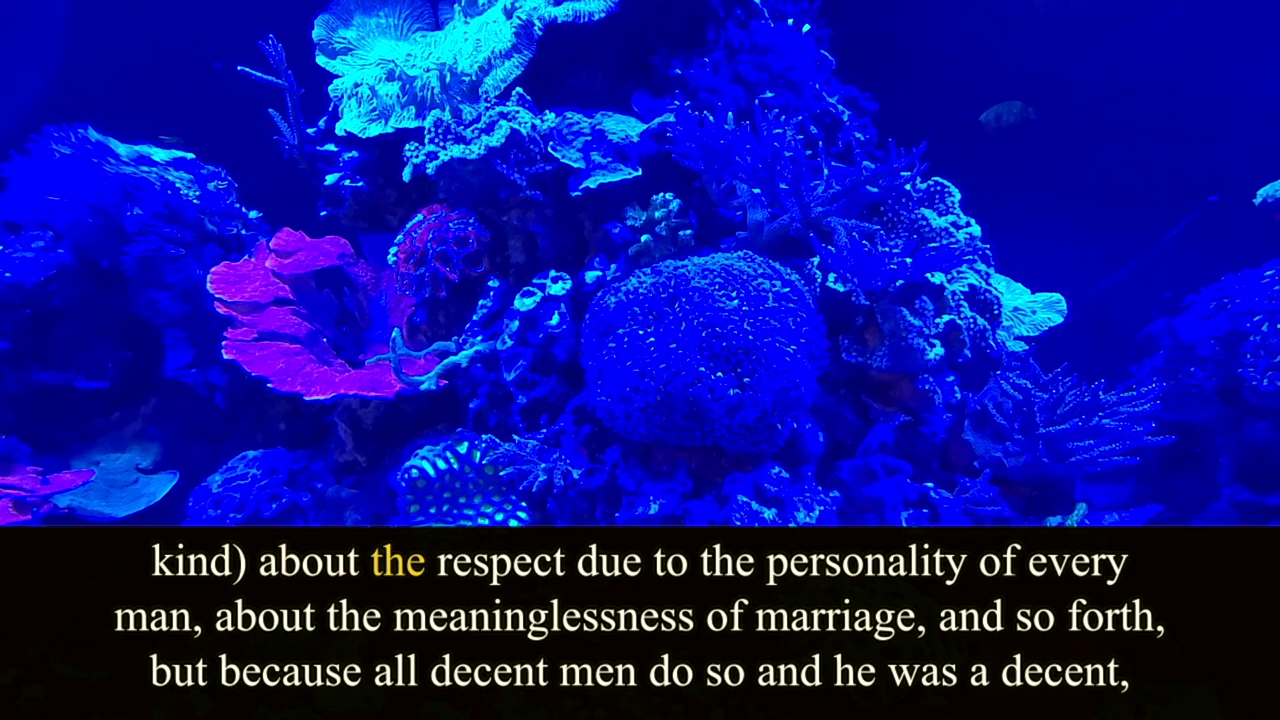 kind) about the respect due to the personality of every
man, about the meaninglessness of marriage, and so forth,
but because all decent men do so and he was a decent,